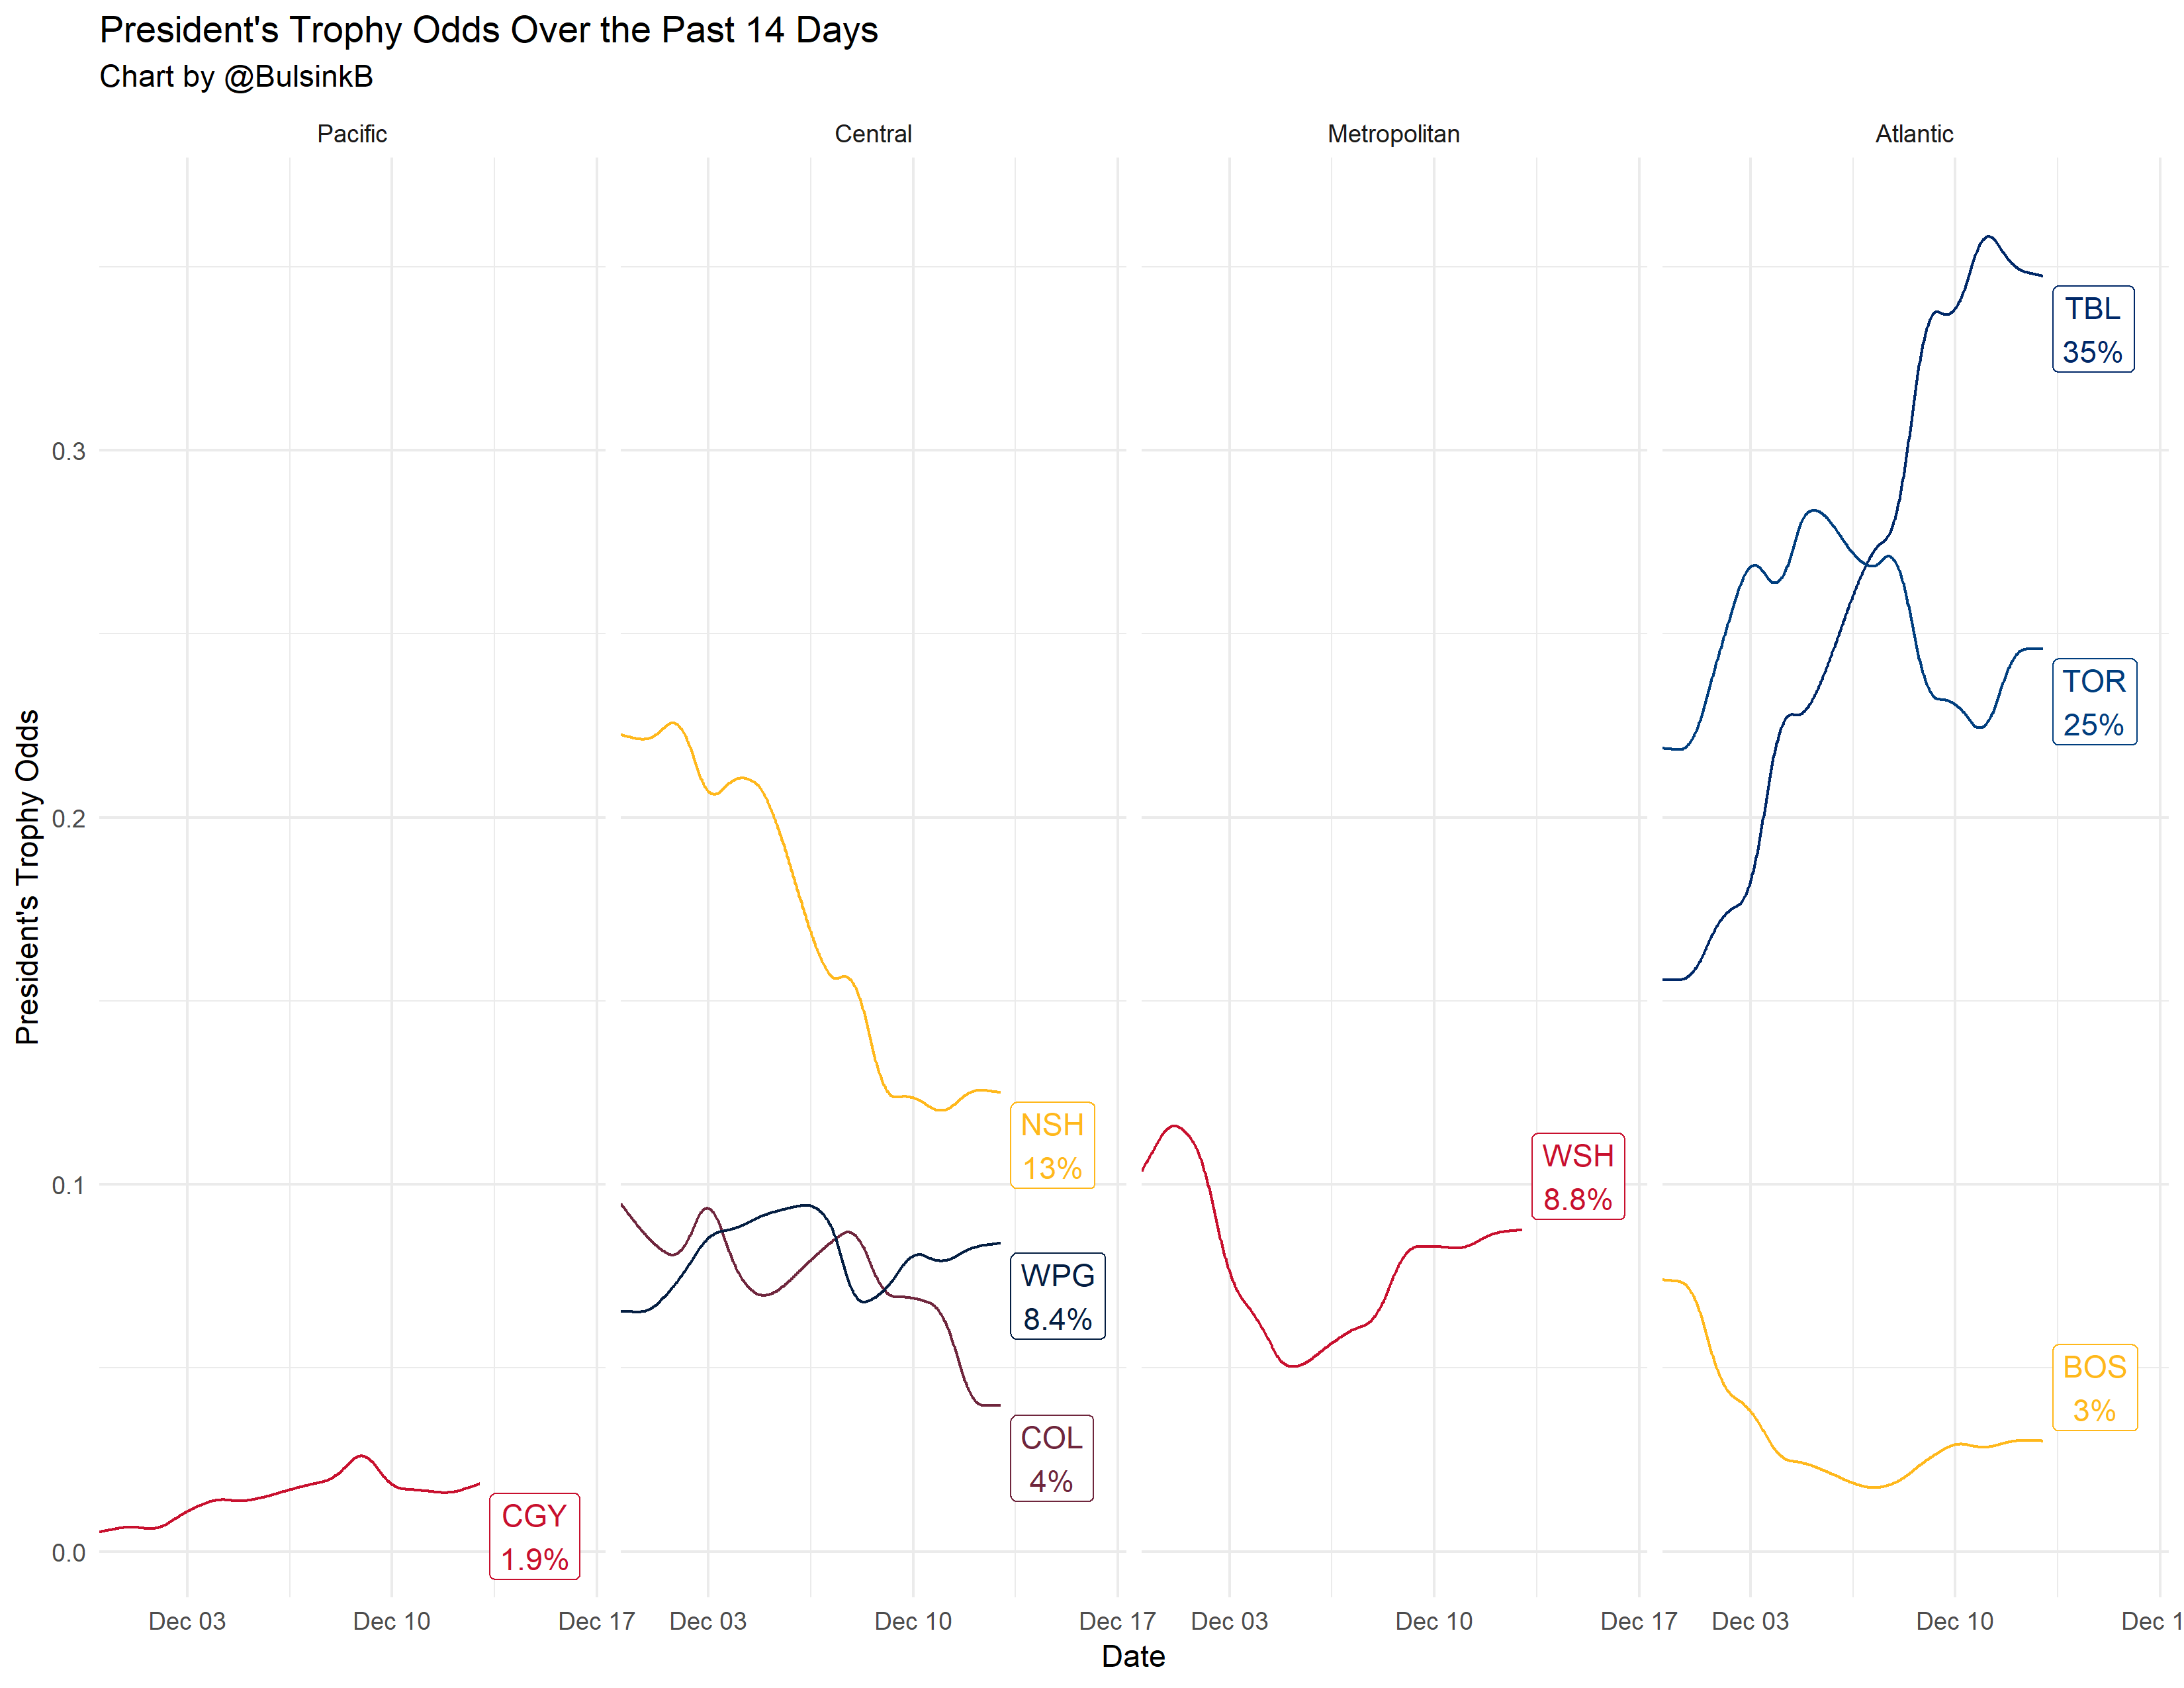 President's Trophy Odds Over the Past 14 Days
Chart by @BulsinkB
Pacific
Central
Metropolitan
Atlantic
President's Trophy Odds
0.3
0.2
0.1
0.0
CGY
1.9%
NSH
13%
WPG
8.4%
COL
4%
WSH
8.8%
TBL
35%
TOR
25%
BOS
3%
Dec 03
Dec 10
Dec 17
Dec 03
Dec 10
Dec 17
Dec 03
Dec 10
Dec 17
Dec 03
Dec 10
Dec 1
Date